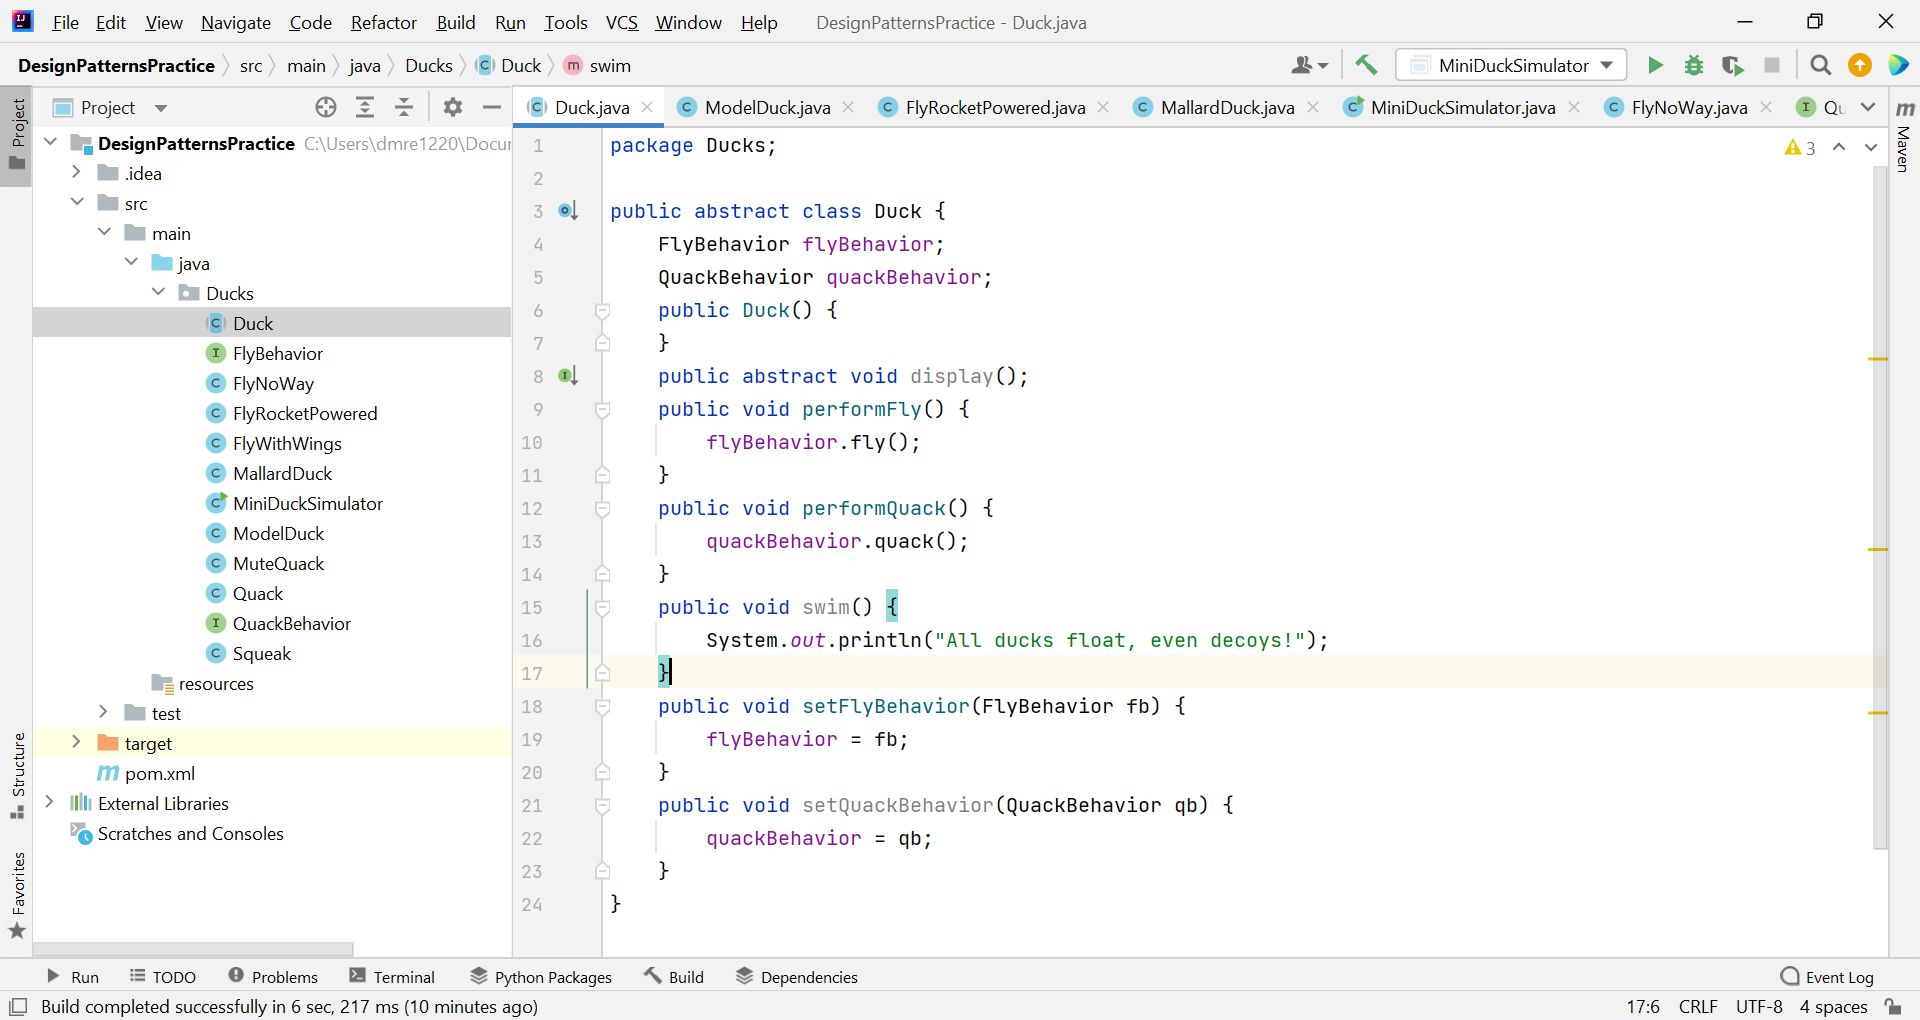 File Edit View Navigate Code Refactor Build Run Tools VCS Window Help DesignPatternsPractice - Duck.java
DesignPatternsPractice src main java Ducks Duck swim MiniDuckSimulator
Project
Duck.java ModelDuck.java FlyRocketPowered.java MallardDuck.java MiniDuckSimulator.java FlyNoWay.java Qu
Project
Structure
Favorites
Maven
DesignPatternsPractice C:\Users\dmre1220\Docur
.idea
src
main
java
Ducks
Duck
FlyBehavior
FlyNoWay
FlyRocketPowered
FlyWithWings
MallardDuck
MiniDuckSimulator
ModelDuck
MuteQuack
Quack
QuackBehavior
Squeak
resources
test
target
pom.xml
External Libraries
Scratches and Consoles
3
1 package Ducks;
2
3 public abstract class Duck {
4 FlyBehavior flyBehavior;
5 QuackBehavior quackBehavior;
6 public Duck() {
7 }
8 public abstract void display();
9 public void performFly() {
10 flyBehavior.fly();
11 }
12 public void performQuack() {
13 quackBehavior.quack();
14 }
15 public void swim() {
16 System.out.println("All ducks float, even decoys!");
17 }
18 public void setFlyBehavior(FlyBehavior fb) {
19 flyBehavior = fb;
20 }
21 public void setQuackBehavior(QuackBehavior qb) {
22 quackBehavior = qb;
23 }
24 }
Run TODO Problems Terminal Python Packages Build Dependencies Event Log
Build completed successfully in 6 sec, 217 ms (10 minutes ago) 17:6 CRLF UTF-8 4 spaces